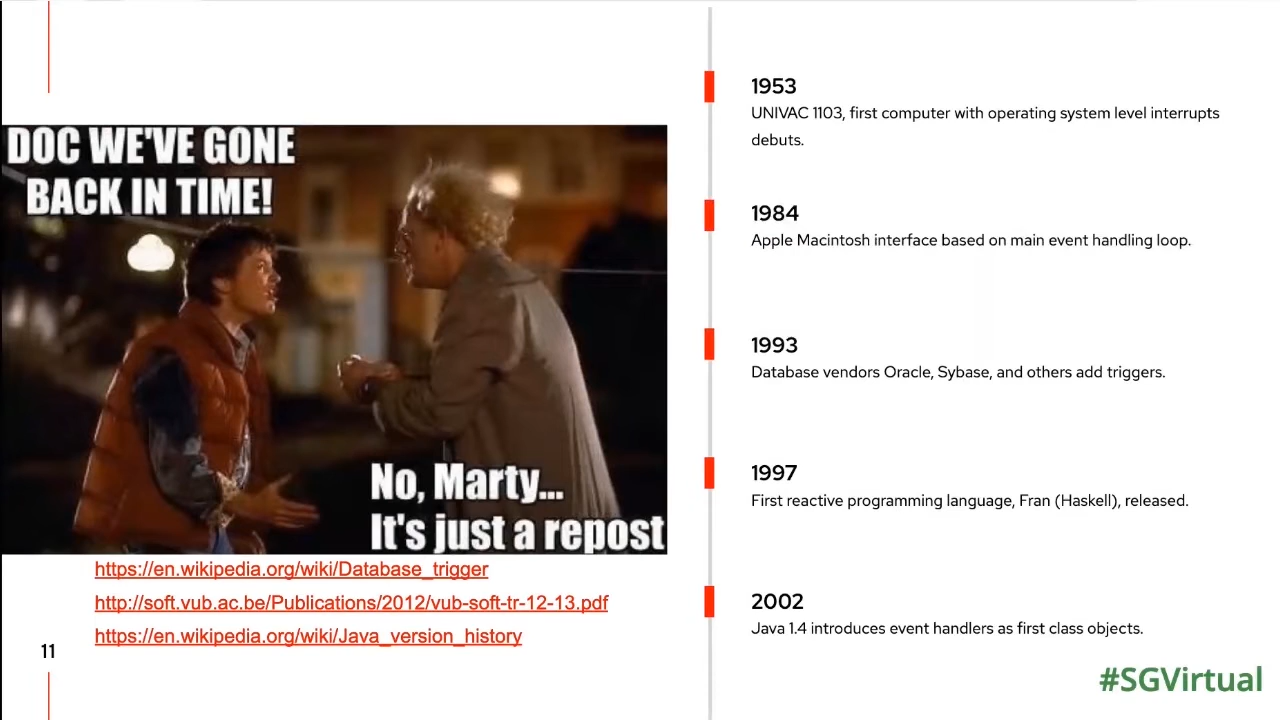 DOC WE'VE GONE
BACK IN TIME!
No, Marty...
It's just a repost
https://en.wikipedia.org/wiki/Database_trigger
http://soft.vub.ac.be/Publications/2012/vub-soft-tr-12-13.pdf
https://en.wikipedia.org/wiki/Java_version_history
11
1953
UNIVAC 1103, first computer with operating system level interrupts
debuts.
1984
Apple Macintosh interface based on main event handling loop.
1993
Database vendors Oracle, Sybase, and others add triggers.
1997
First reactive programming language, Fran (Haskell), released.
2002
Java 1.4 introduces event handlers as first class objects.
#SGVirtual